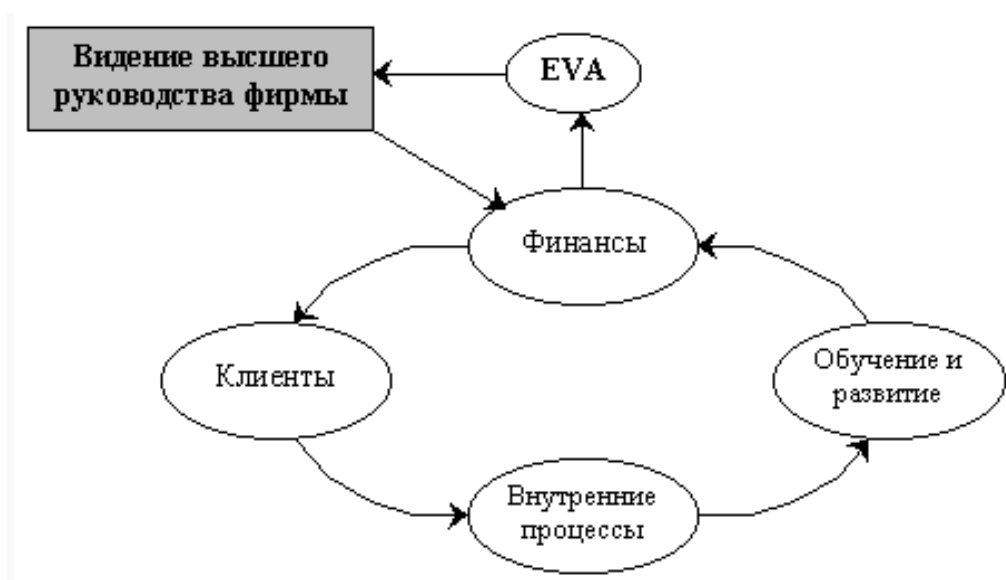 Видение высшего
руководства фирмы
EVA
Финансы
Клиенты
Обучение и
развитие
Внутренние
процессы